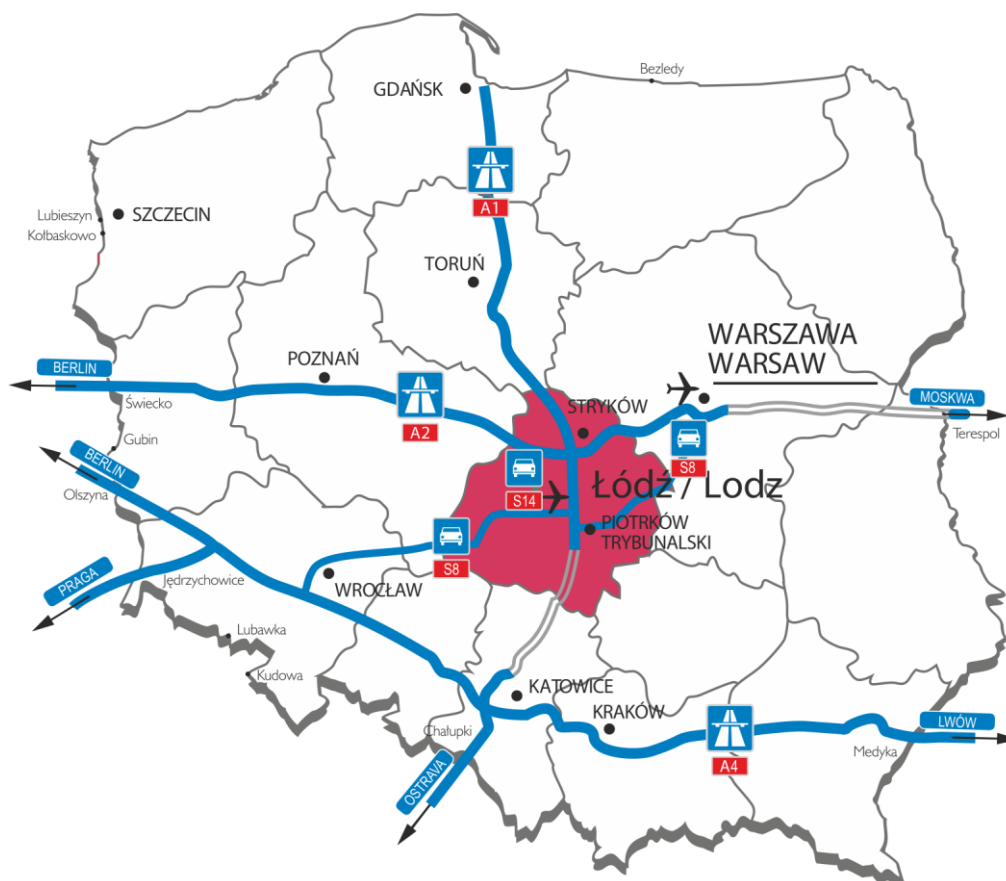 Bezledy
GDAŃSK
A1
Lubieszyn
SZCZECIN
Kołbaskowo
TORUŃ
WARSZAWA
WARSAW
POZNAŃ
BERLIN
MOSKWA
Świecko
A2
STRYKÓW
Terespol
Gubin
BERLIN
S8
Olszyna
S14
Łódź / Lodz
PIOTRKÓW
TRYBUNALSKI
S8
PRAGA
Jędrzychowice
WROCŁAW
Lubawka
Kudowa
KATOWICE
KRAKÓW
LWÓW
Chałupki
Medyka
A4
OSTRAVA